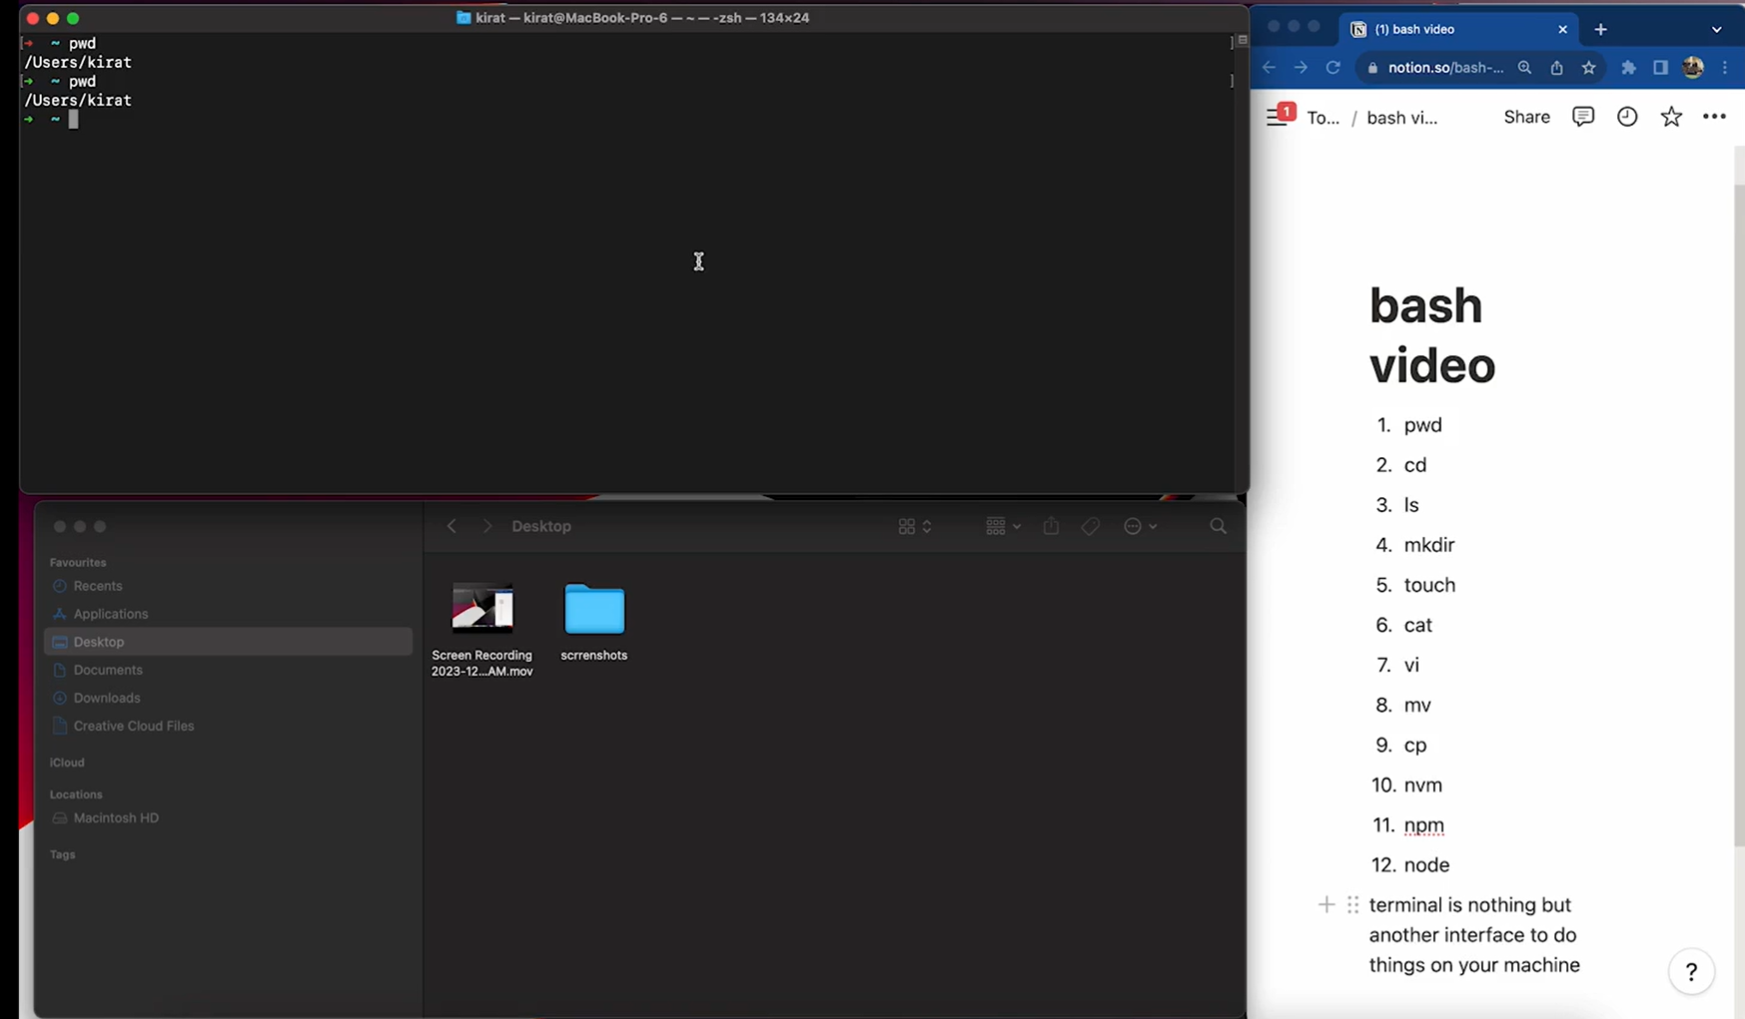 kirat — kirat@MacBook-Pro-6 — ~ — -zsh — 134×24
[➜ ~ pwd ]
/Users/kirat
[➜ ~ pwd ]
/Users/kirat
➜ ~
Desktop
Favourites
Recents
Applications
Desktop
Documents
Downloads
Creative Cloud Files
iCloud
Locations
Macintosh HD
Tags
Screen Recording
2023-12...AM.mov
scrrenshots
(1) bash video
notion.so/bash-...
1
To... / bash vi...
Share
bash
video
1. pwd
2. cd
3. ls
4. mkdir
5. touch
6. cat
7. vi
8. mv
9. cp
10. nvm
11. npm
12. node
terminal is nothing but
another interface to do
things on your machine
?